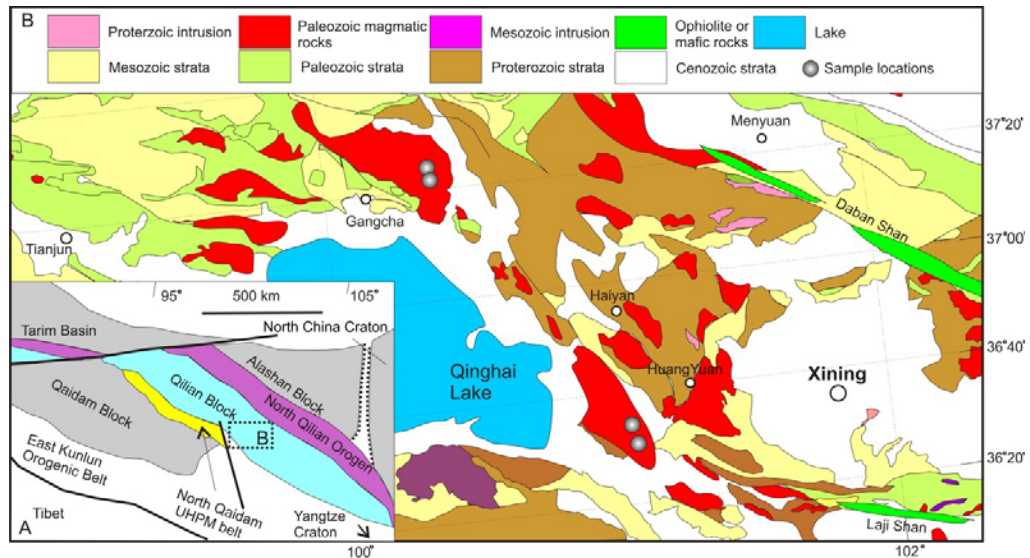 B
Proterzoic intrusion
Paleozoic magmatic
rocks
Mesozoic intrusion
Ophiolite or
mafic rocks
Lake
Mesozoic strata
Paleozoic strata
Proterozoic strata
Cenozoic strata
Sample locations
Menyuan
37°20'
Gangcha
Daban Shan
Tianjun
37°00'
Haiyan
36°40'
Qinghai
Lake
HuangYuan
Xining
36°20'
Laji Shan
95°
500 km
105°
Tarim Basin
North China Craton
Alashan Block
Qilian Block
North Qilian Orogen
Qaidam Block
B
East Kunlun
Orogenic Belt
North Qaidam
UHPM belt
Tibet
Yangtze
Craton
A
100°
102°